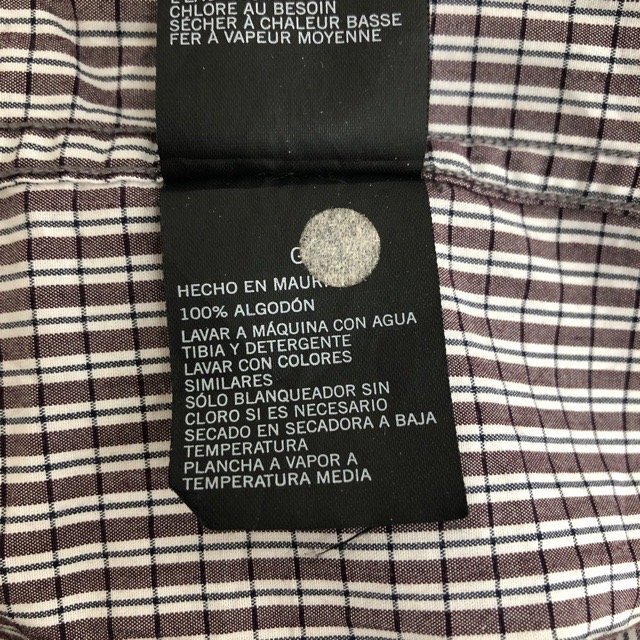 CHLORE AU BESOIN
SÉCHER À CHALEUR BASSE
FER À VAPEUR MOYENNE
G
HECHO EN
100% ALGODÓN
LAVAR A MÁQUINA CON AGUA
TIBIA Y DETERGENTE
LAVAR CON COLORES
SIMILARES
SÓLO BLANQUEADOR SIN
CLORO SI ES NECESARIO
SECADO EN SECADORA A BAJA
TEMPERATURA
PLANCHA A VAPOR A
TEMPERATURA MEDIA